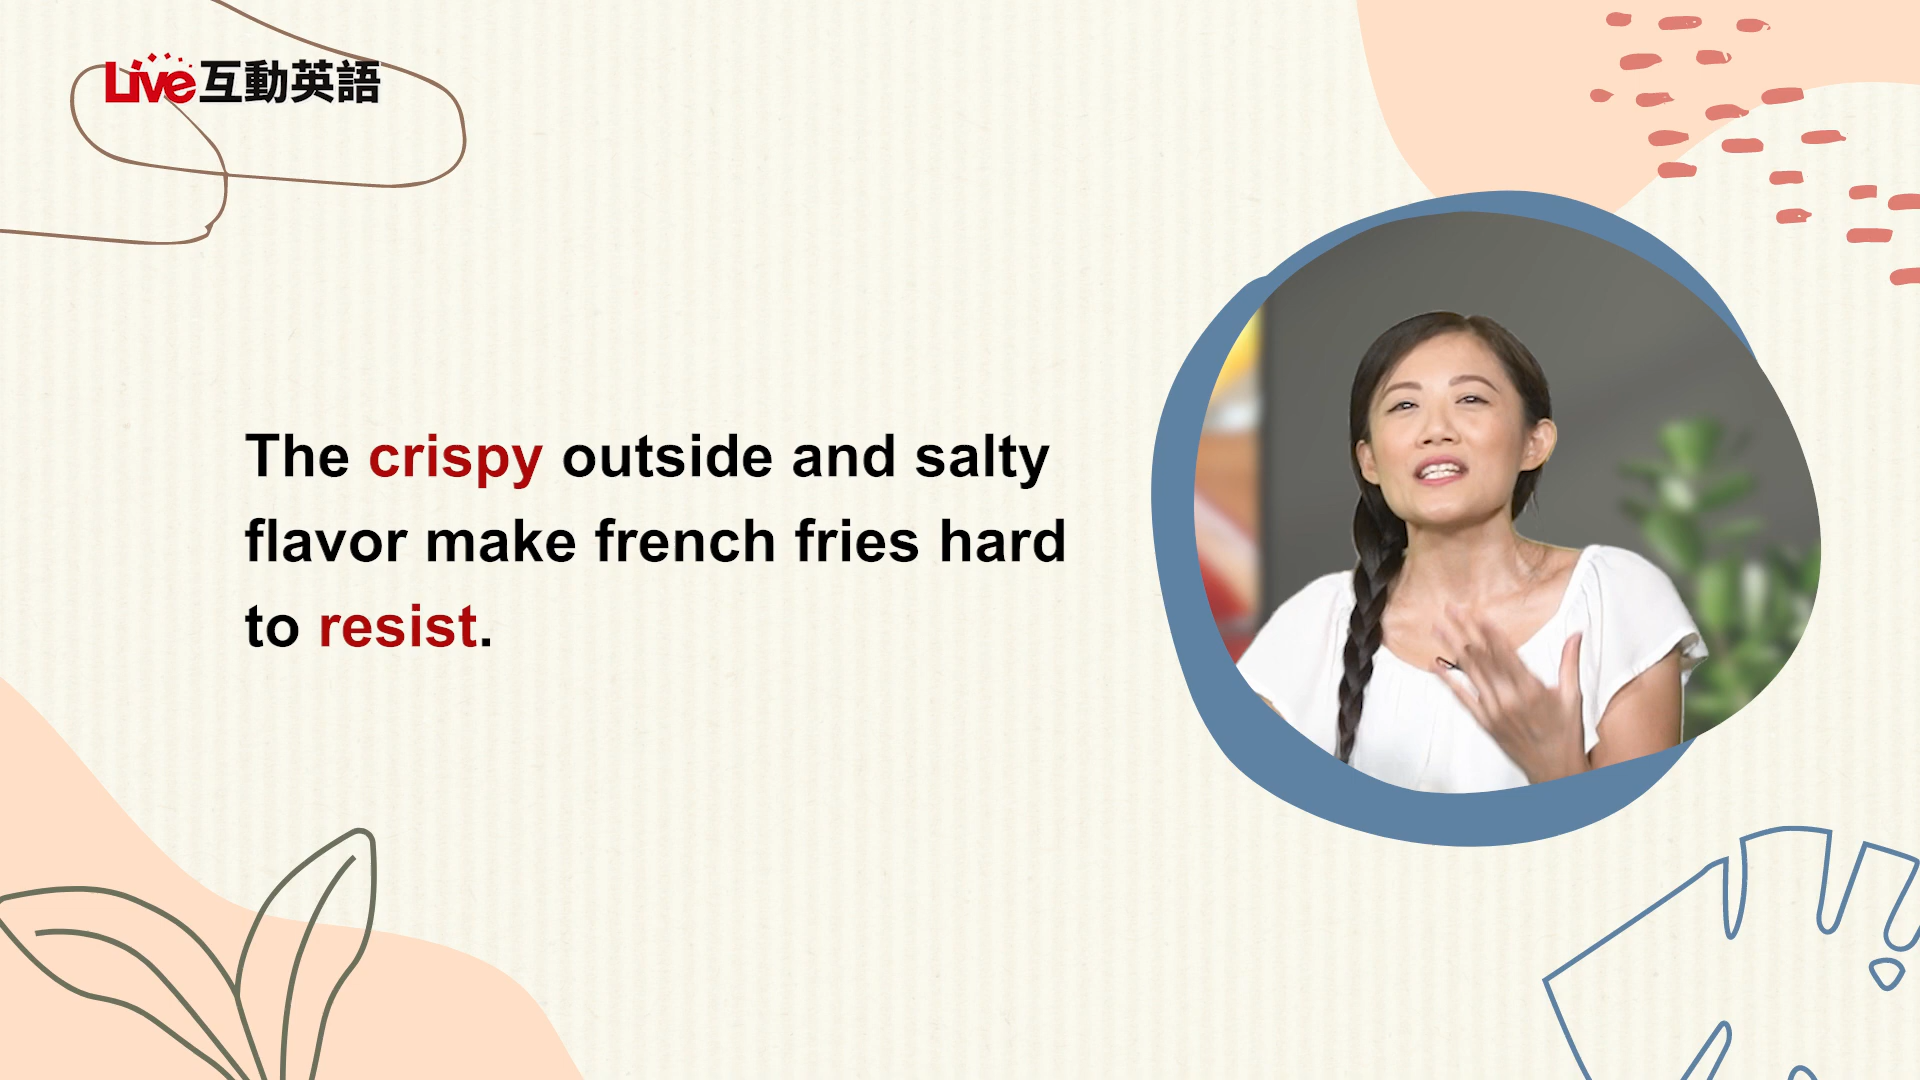 Live互動英語
The crispy outside and salty
flavor make french fries hard
to resist.